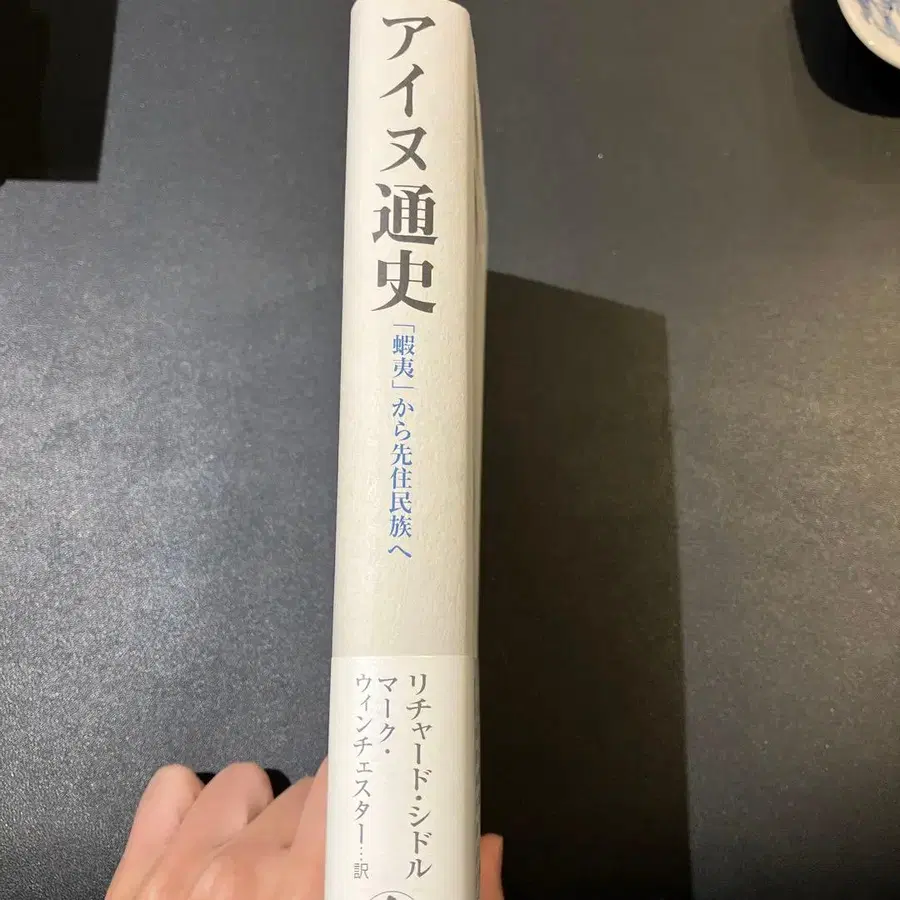 アイヌ通史
「蝦夷」から先住民族へ
リチャード・シドル
マーク・
ウィンチェスター…訳